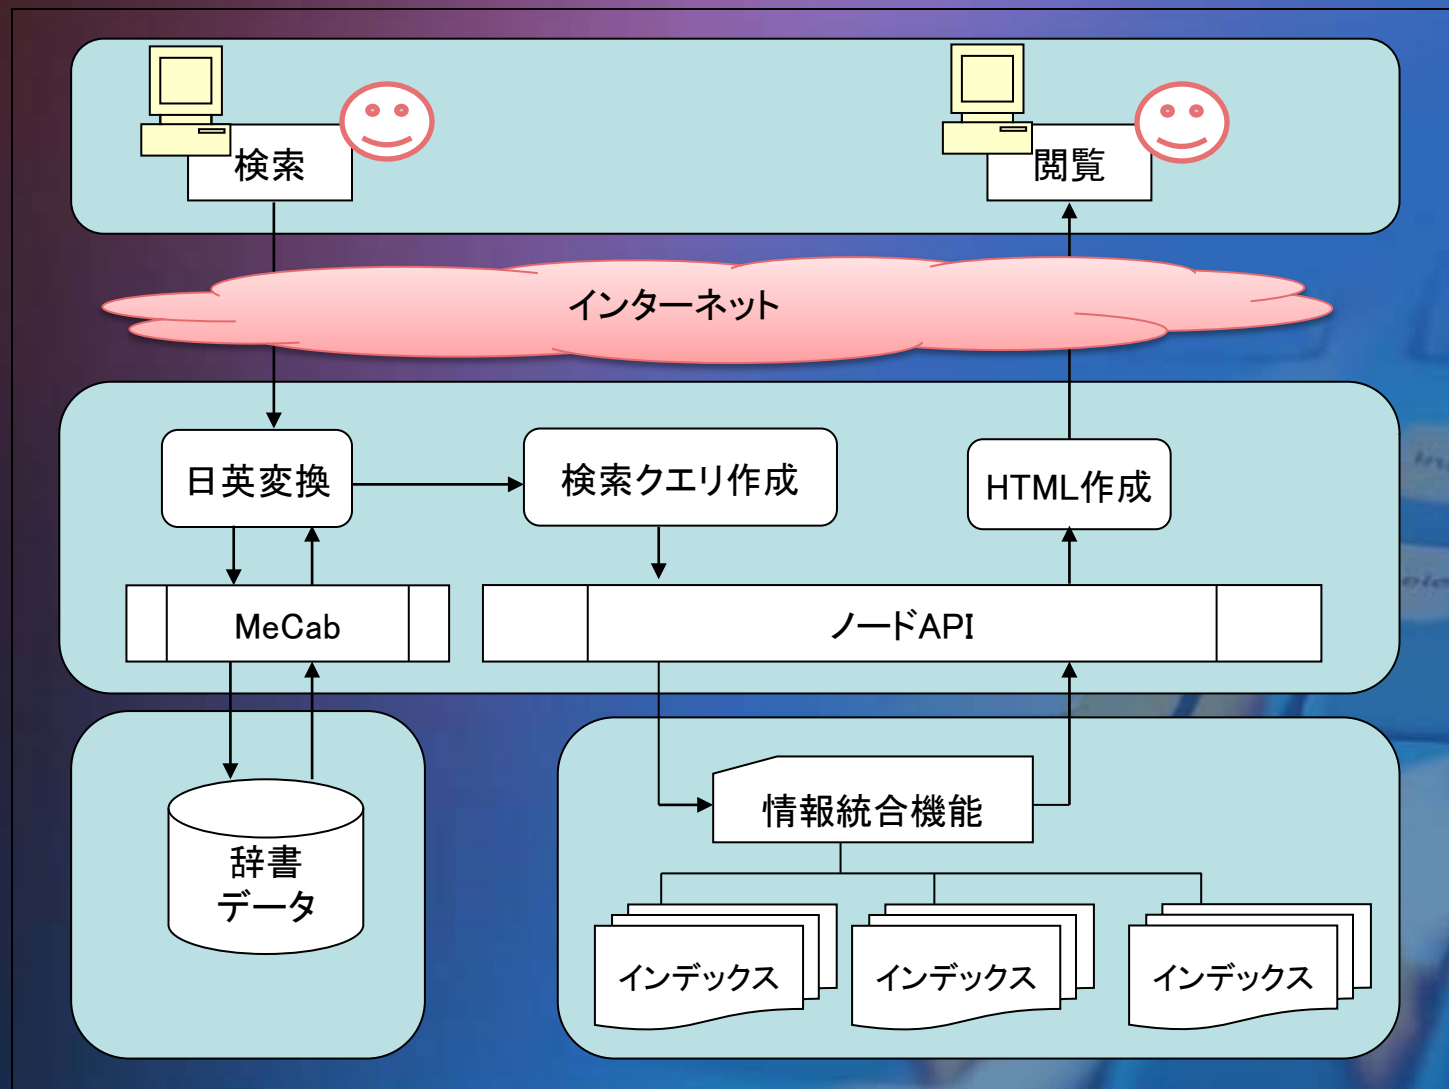 検索
閲覧
インターネット
日英変換
検索クエリ作成
HTML作成
MeCab
ノードAPI
情報統合機能
辞書
データ
インデックス
インデックス
インデックス